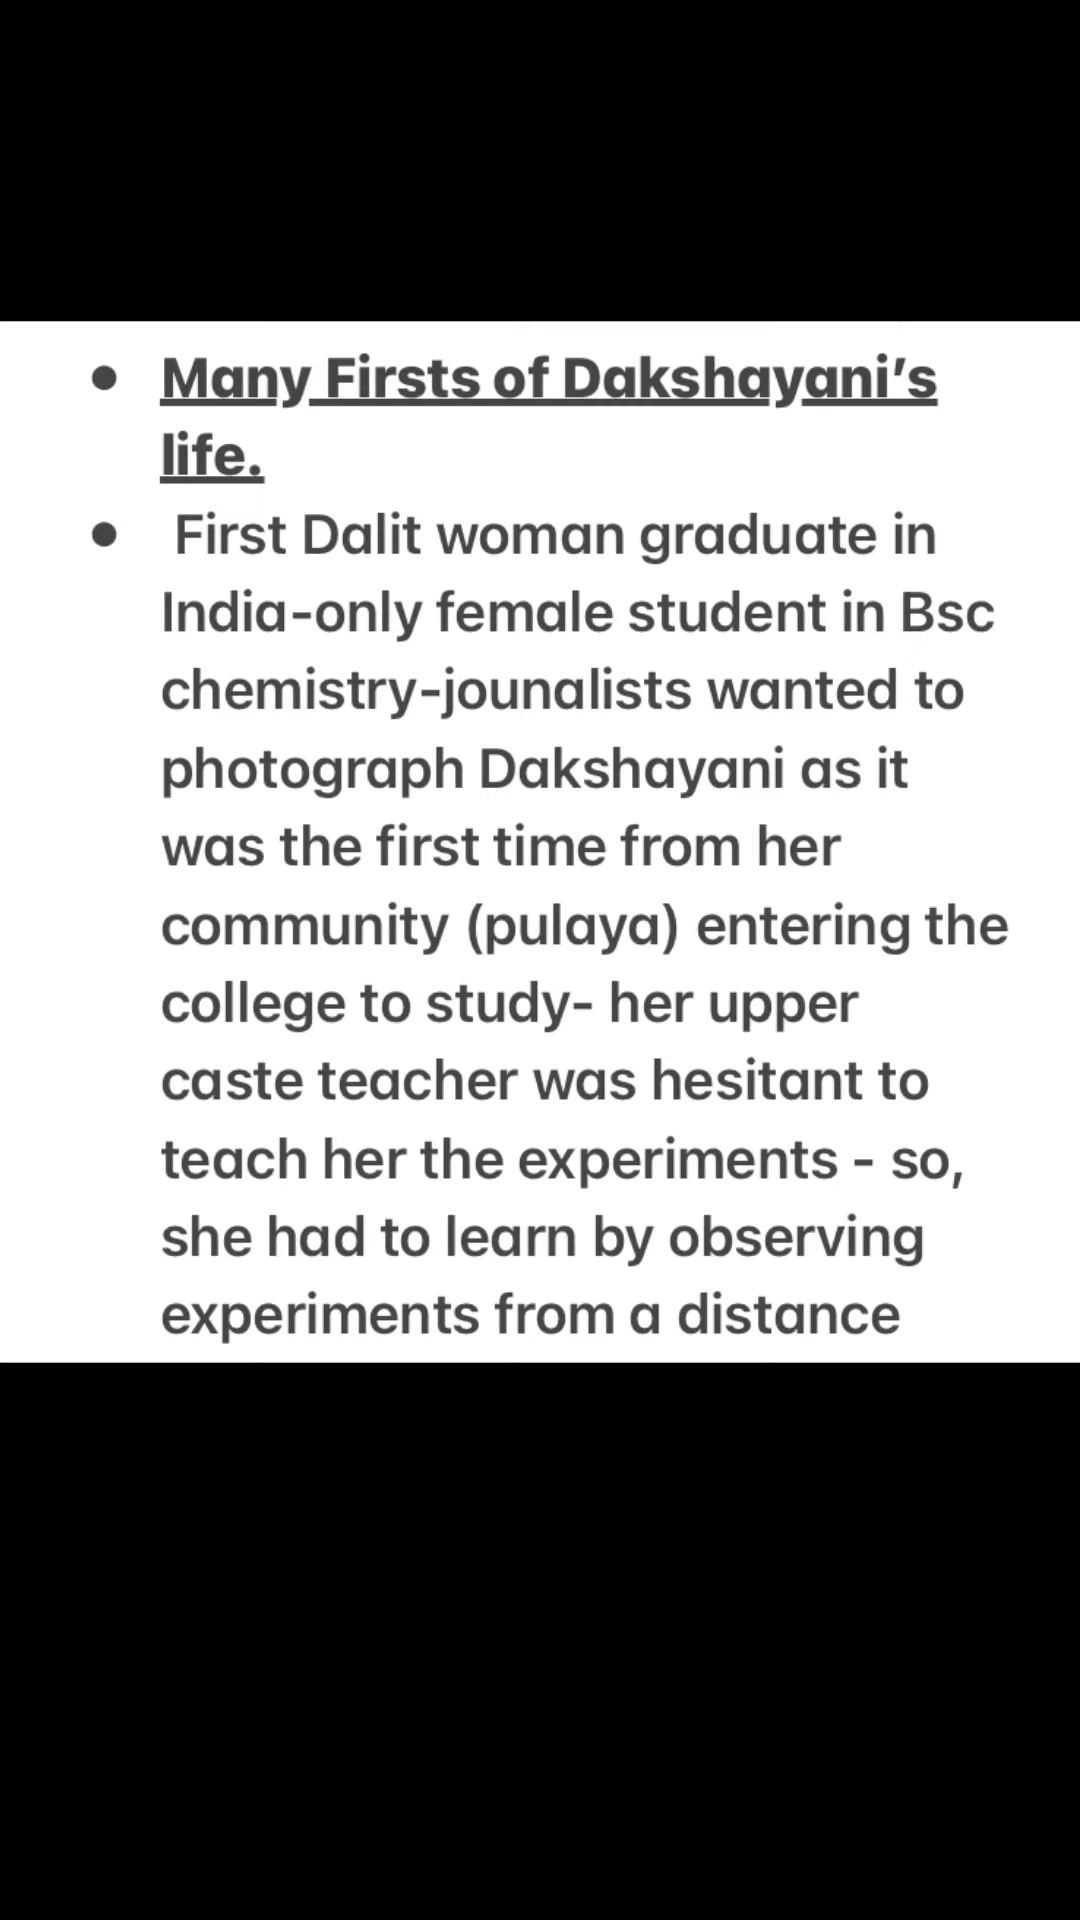 ● Many Firsts of Dakshayani’s
life.
● First Dalit woman graduate in
India-only female student in Bsc
chemistry-jounalists wanted to
photograph Dakshayani as it
was the first time from her
community (pulaya) entering the
college to study- her upper
caste teacher was hesitant to
teach her the experiments - so,
she had to learn by observing
experiments from a distance